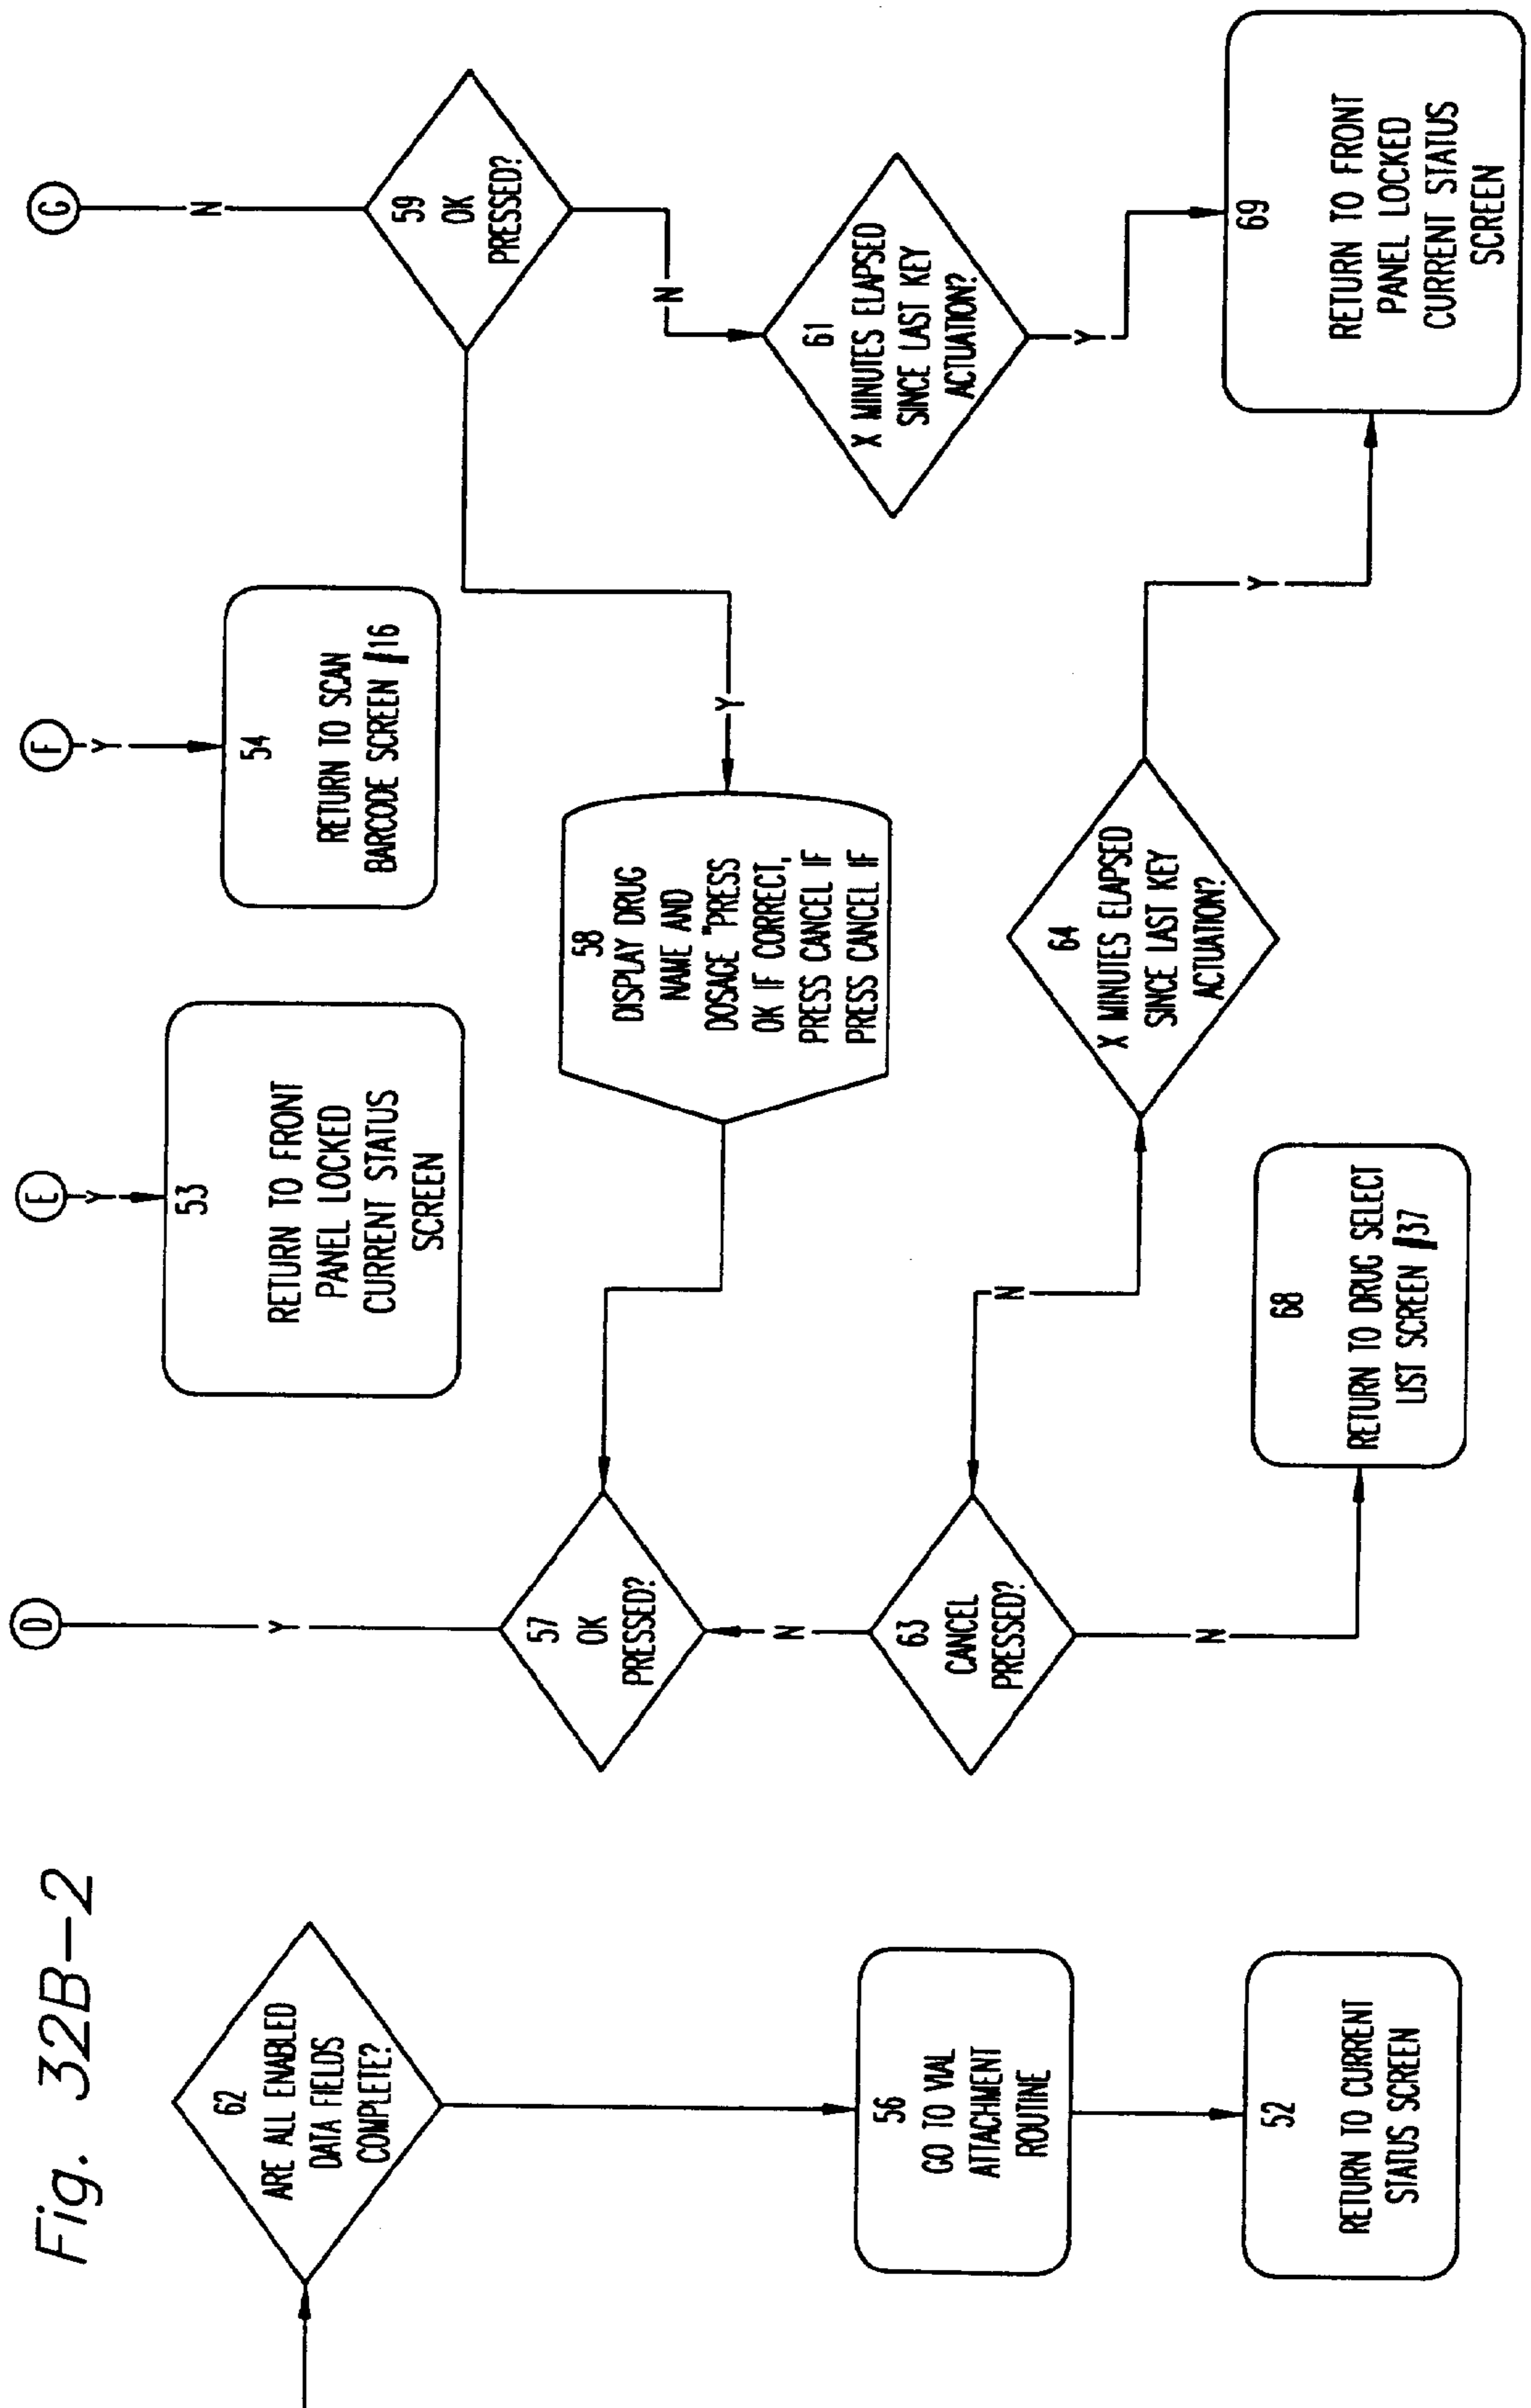 Fig. 32B-2
62
ARE ALL ENABLED
DATA FIELDS
COMPLETE?
56
GO TO VIAL
ATTACHMENT
ROUTINE
52
RETURN TO CURRENT
STATUS SCREEN
D
Y
57
OK
PRESSED?
N
63
CANCEL
PRESSED?
N
68
RETURN TO DRUG SELECT
LIST SCREEN #37
E
Y
53
RETURN TO FRONT
PANEL LOCKED
CURRENT STATUS
SCREEN
58
DISPLAY DRUG
NAME AND
DOSAGE "PRESS
OK IF CORRECT,
PRESS CANCEL IF
PRESS CANCEL IF
N
64
X MINUTES ELAPSED
SINCE LAST KEY
ACTUATION?
Y
F
Y
54
RETURN TO SCAN
BARCODE SCREEN #16
Y
G
N
59
OK
PRESSED?
N
61
X MINUTES ELAPSED
SINCE LAST KEY
ACTUATION?
Y
69
RETURN TO FRONT
PANEL LOCKED
CURRENT STATUS
SCREEN